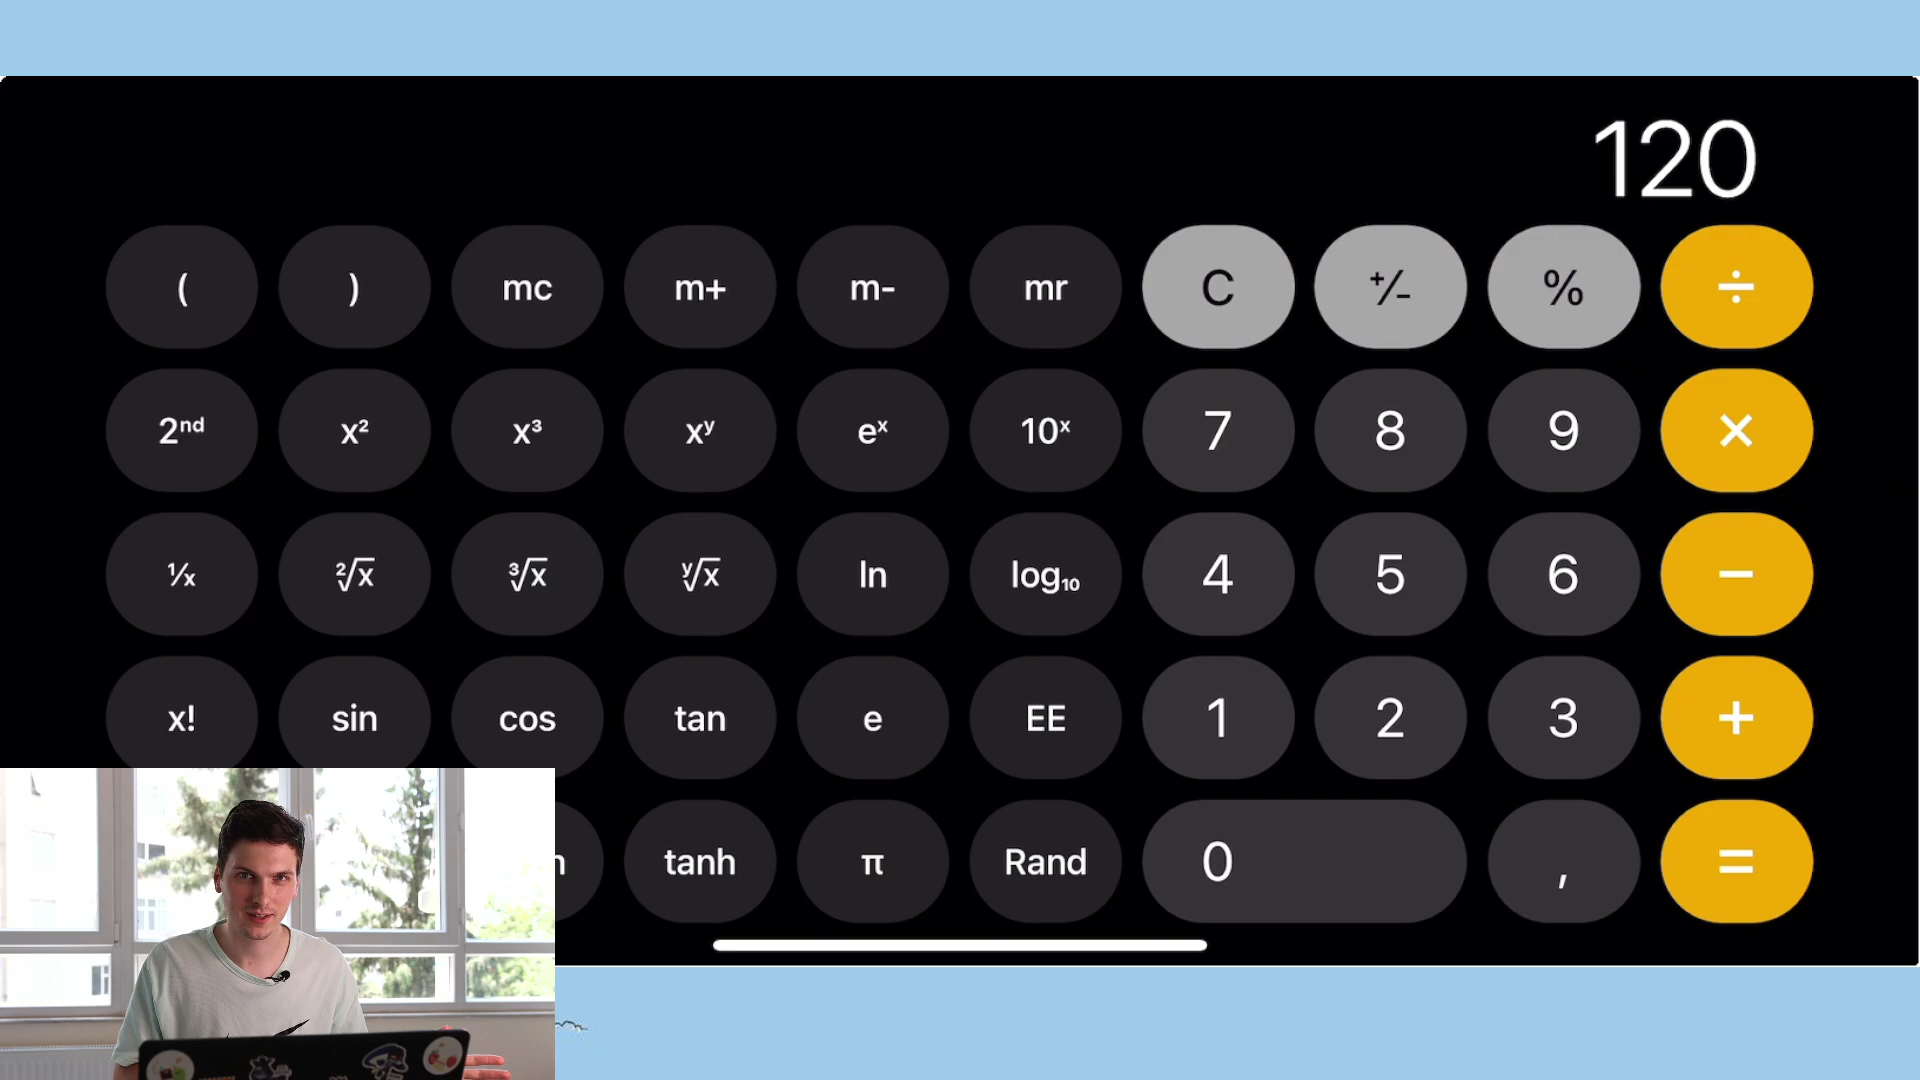 120
( ) mc m+ m- mr C +/- % ÷
2ⁿᵈ x² x³ xʸ eˣ 10ˣ 7 8 9 ×
¹⁄x ²√x ³√x ʸ√x ln log₁₀ 4 5 6 −
x! sin cos tan e EE 1 2 3 +
tanh π Rand 0 , =